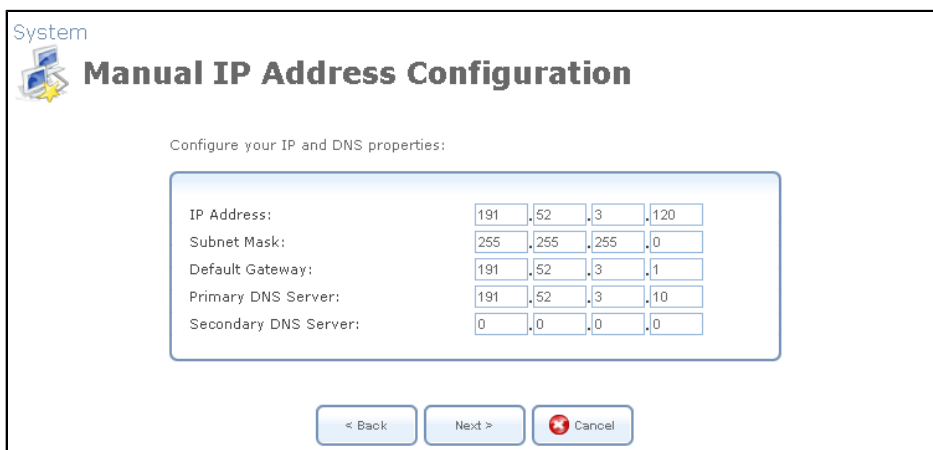 System
Manual IP Address Configuration
Configure your IP and DNS properties:
IP Address: 191 . 52 . 3 . 120
Subnet Mask: 255 . 255 . 255 . 0
Default Gateway: 191 . 52 . 3 . 1
Primary DNS Server: 191 . 52 . 3 . 10
Secondary DNS Server: 0 . 0 . 0 . 0
< Back Next > Cancel